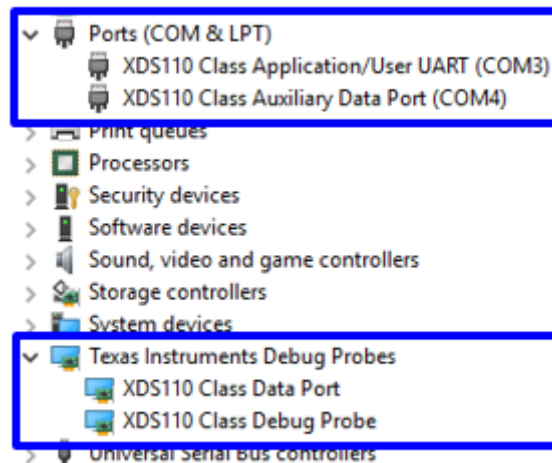 Ports (COM & LPT)
XDS110 Class Application/User UART (COM3)
XDS110 Class Auxiliary Data Port (COM4)
Print queues
Processors
Security devices
Software devices
Sound, video and game controllers
Storage controllers
System devices
Texas Instruments Debug Probes
XDS110 Class Data Port
XDS110 Class Debug Probe
Universal Serial Bus controllers